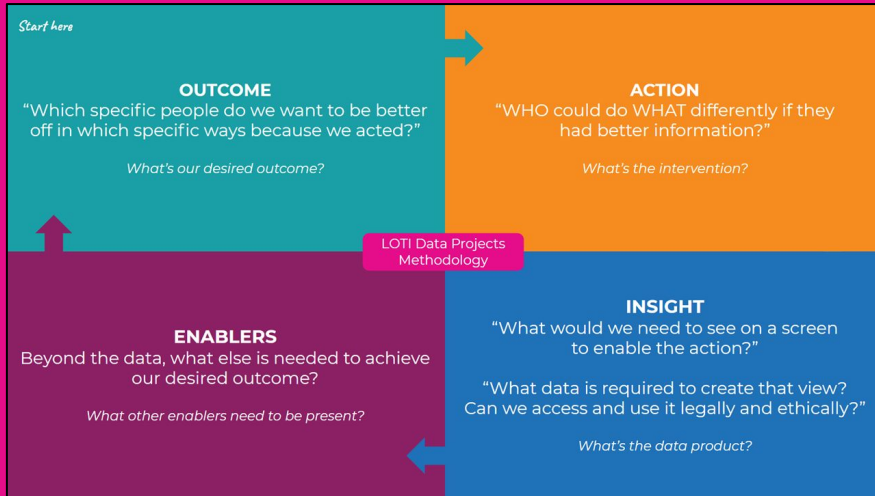 Start here
OUTCOME
“Which specific people do we want to be better
off in which specific ways because we acted?”
What's our desired outcome?
ACTION
“WHO could do WHAT differently if they
had better information?”
What's the intervention?
LOTI Data Projects
Methodology
ENABLERS
Beyond the data, what else is needed to achieve
our desired outcome?
What other enablers need to be present?
INSIGHT
“What would we need to see on a screen
to enable the action?”
“What data is required to create that view?
Can we access and use it legally and ethically?”
What's the data product?